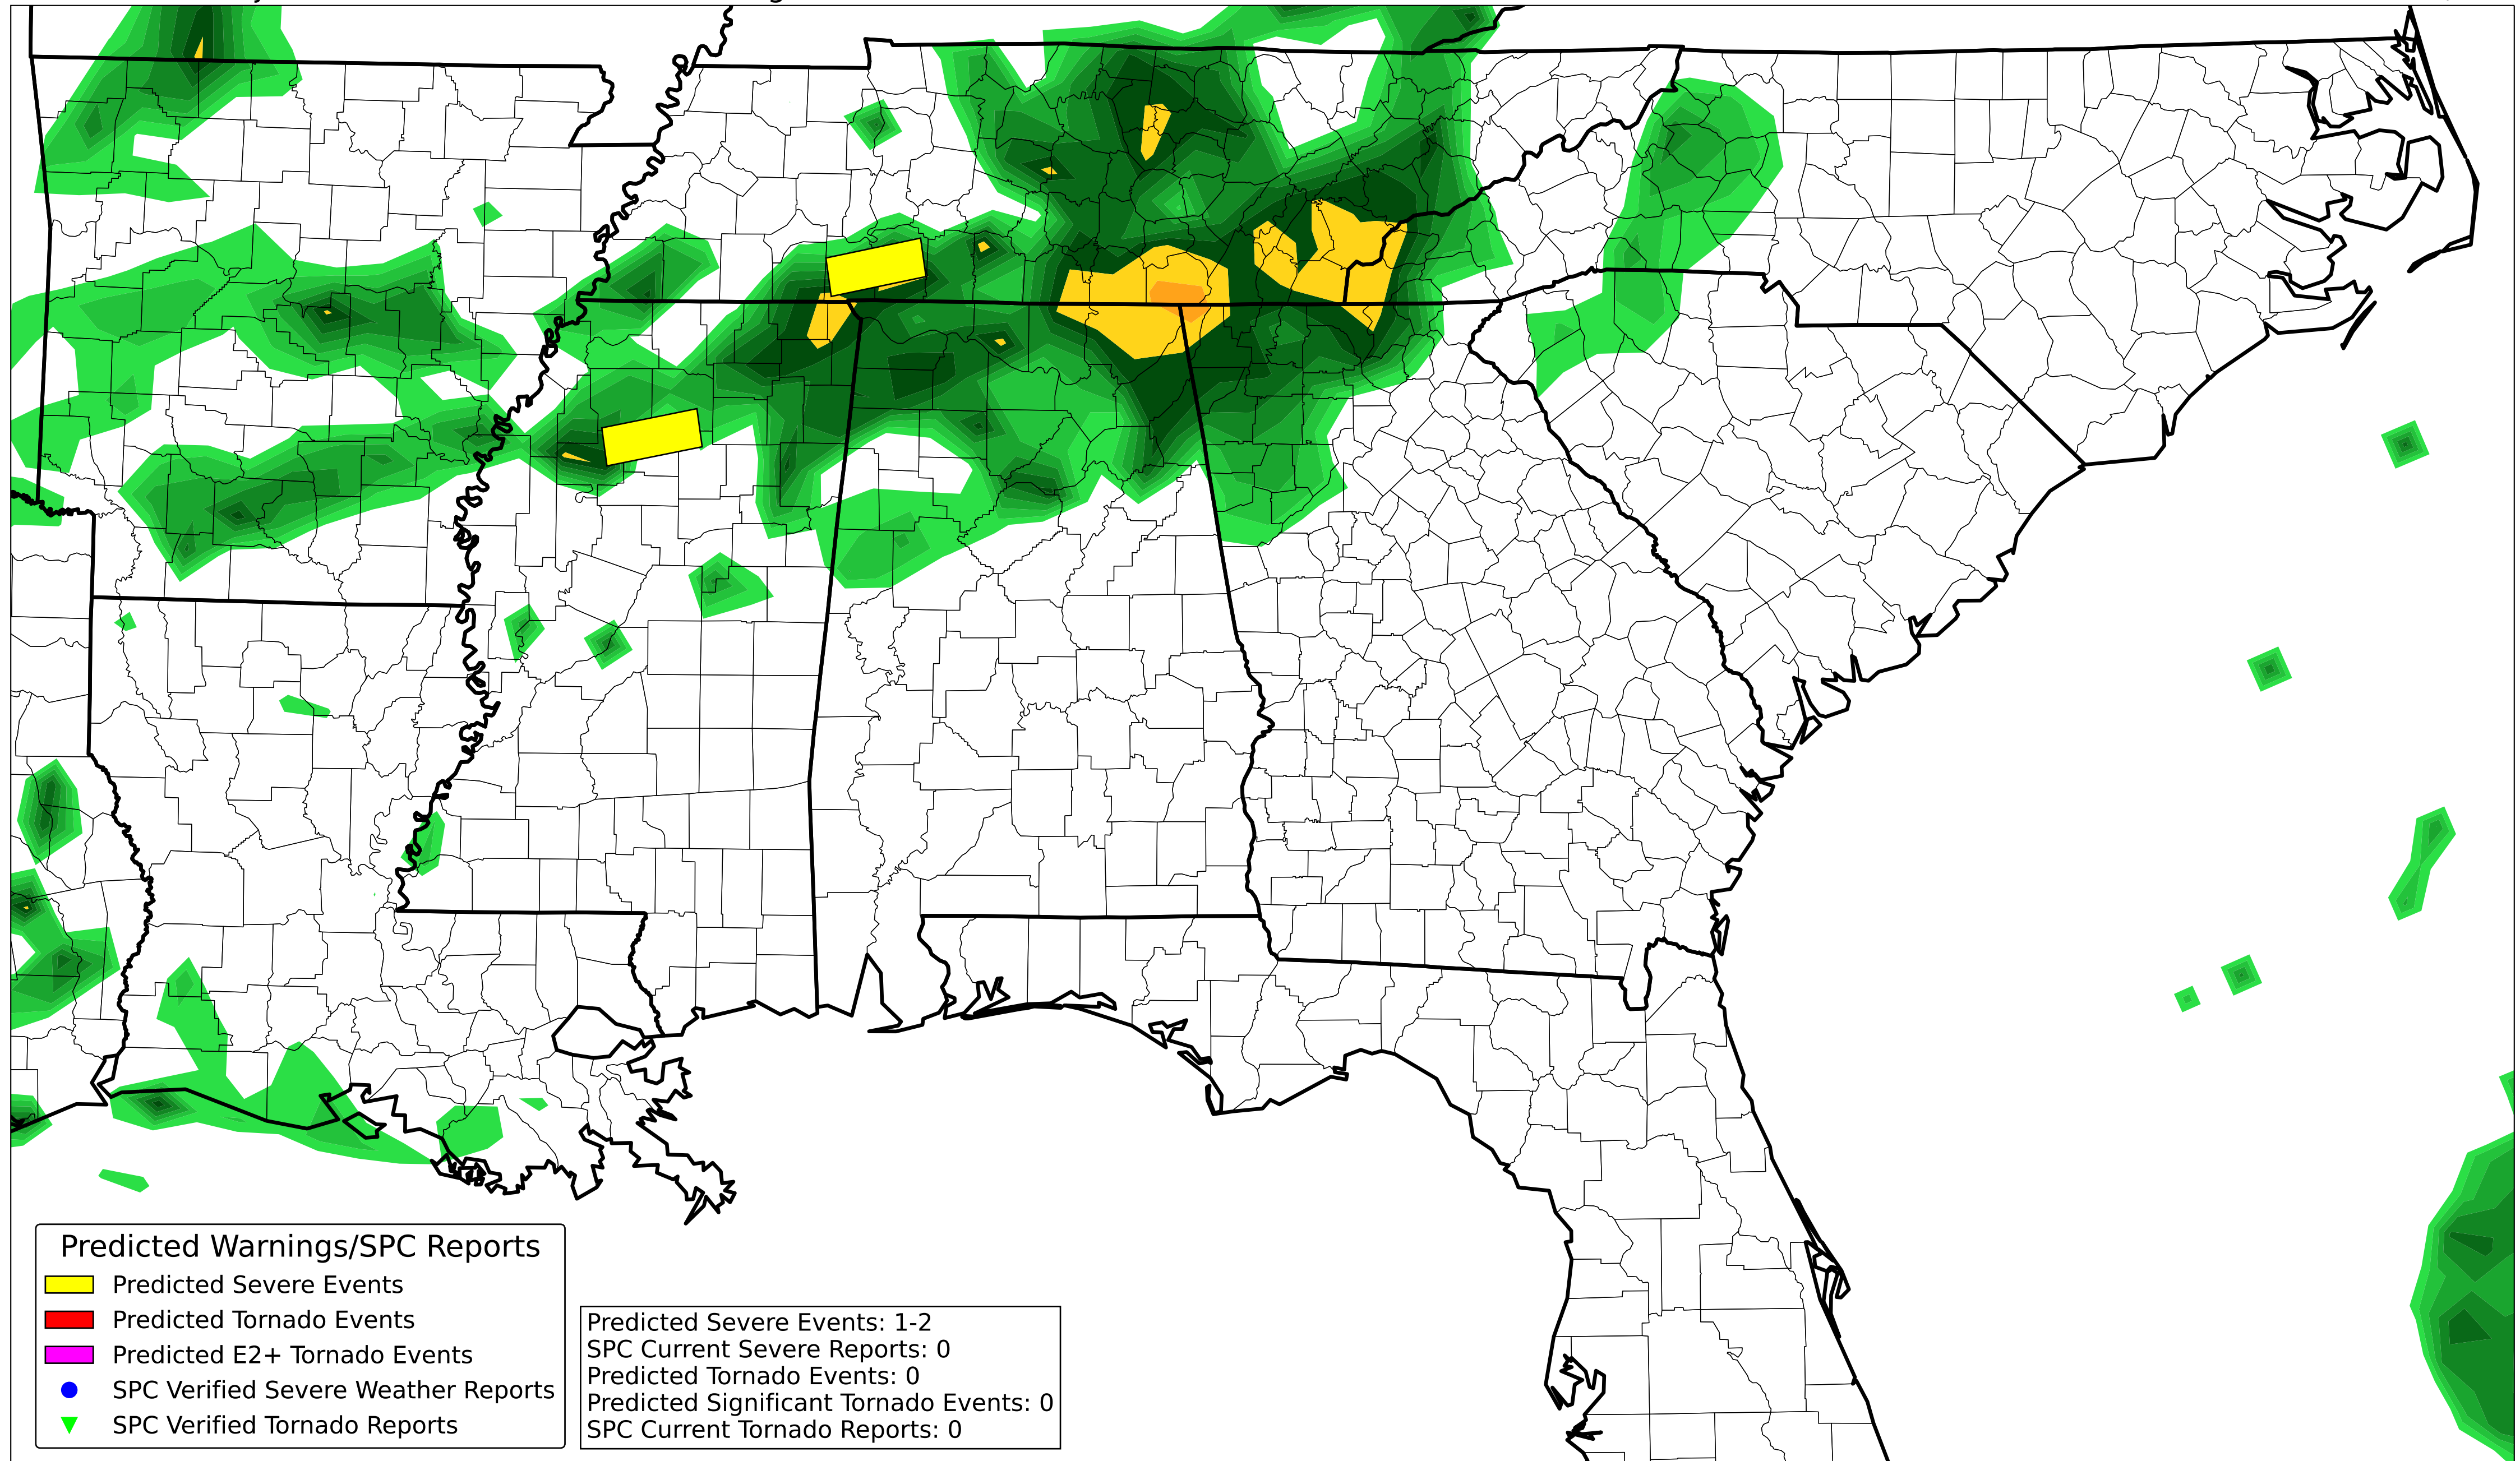 Predicted Warnings/SPC Reports
Predicted Severe Events
Predicted Tornado Events
Predicted E2+ Tornado Events
SPC Verified Severe Weather Reports
SPC Verified Tornado Reports
Predicted Severe Events: 1-2
SPC Current Severe Reports: 0
Predicted Tornado Events: 0
Predicted Significant Tornado Events: 0
SPC Current Tornado Reports: 0